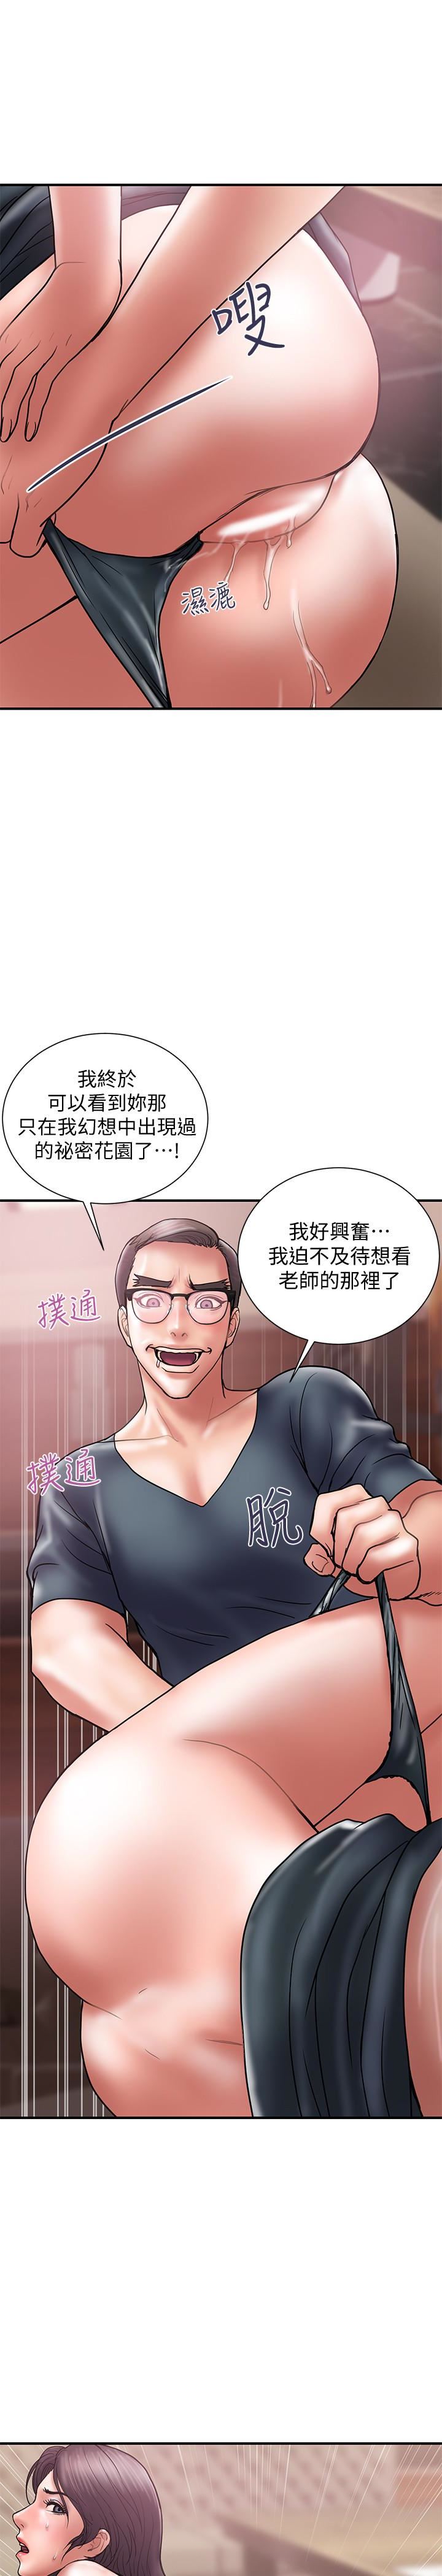 嗖
濕漉
我終於
可以看到妳那
只在我幻想中出現過
的祕密花園了…!
我好興奮…
我迫不及待想看
老師的那裡了
撲通
撲通
脫